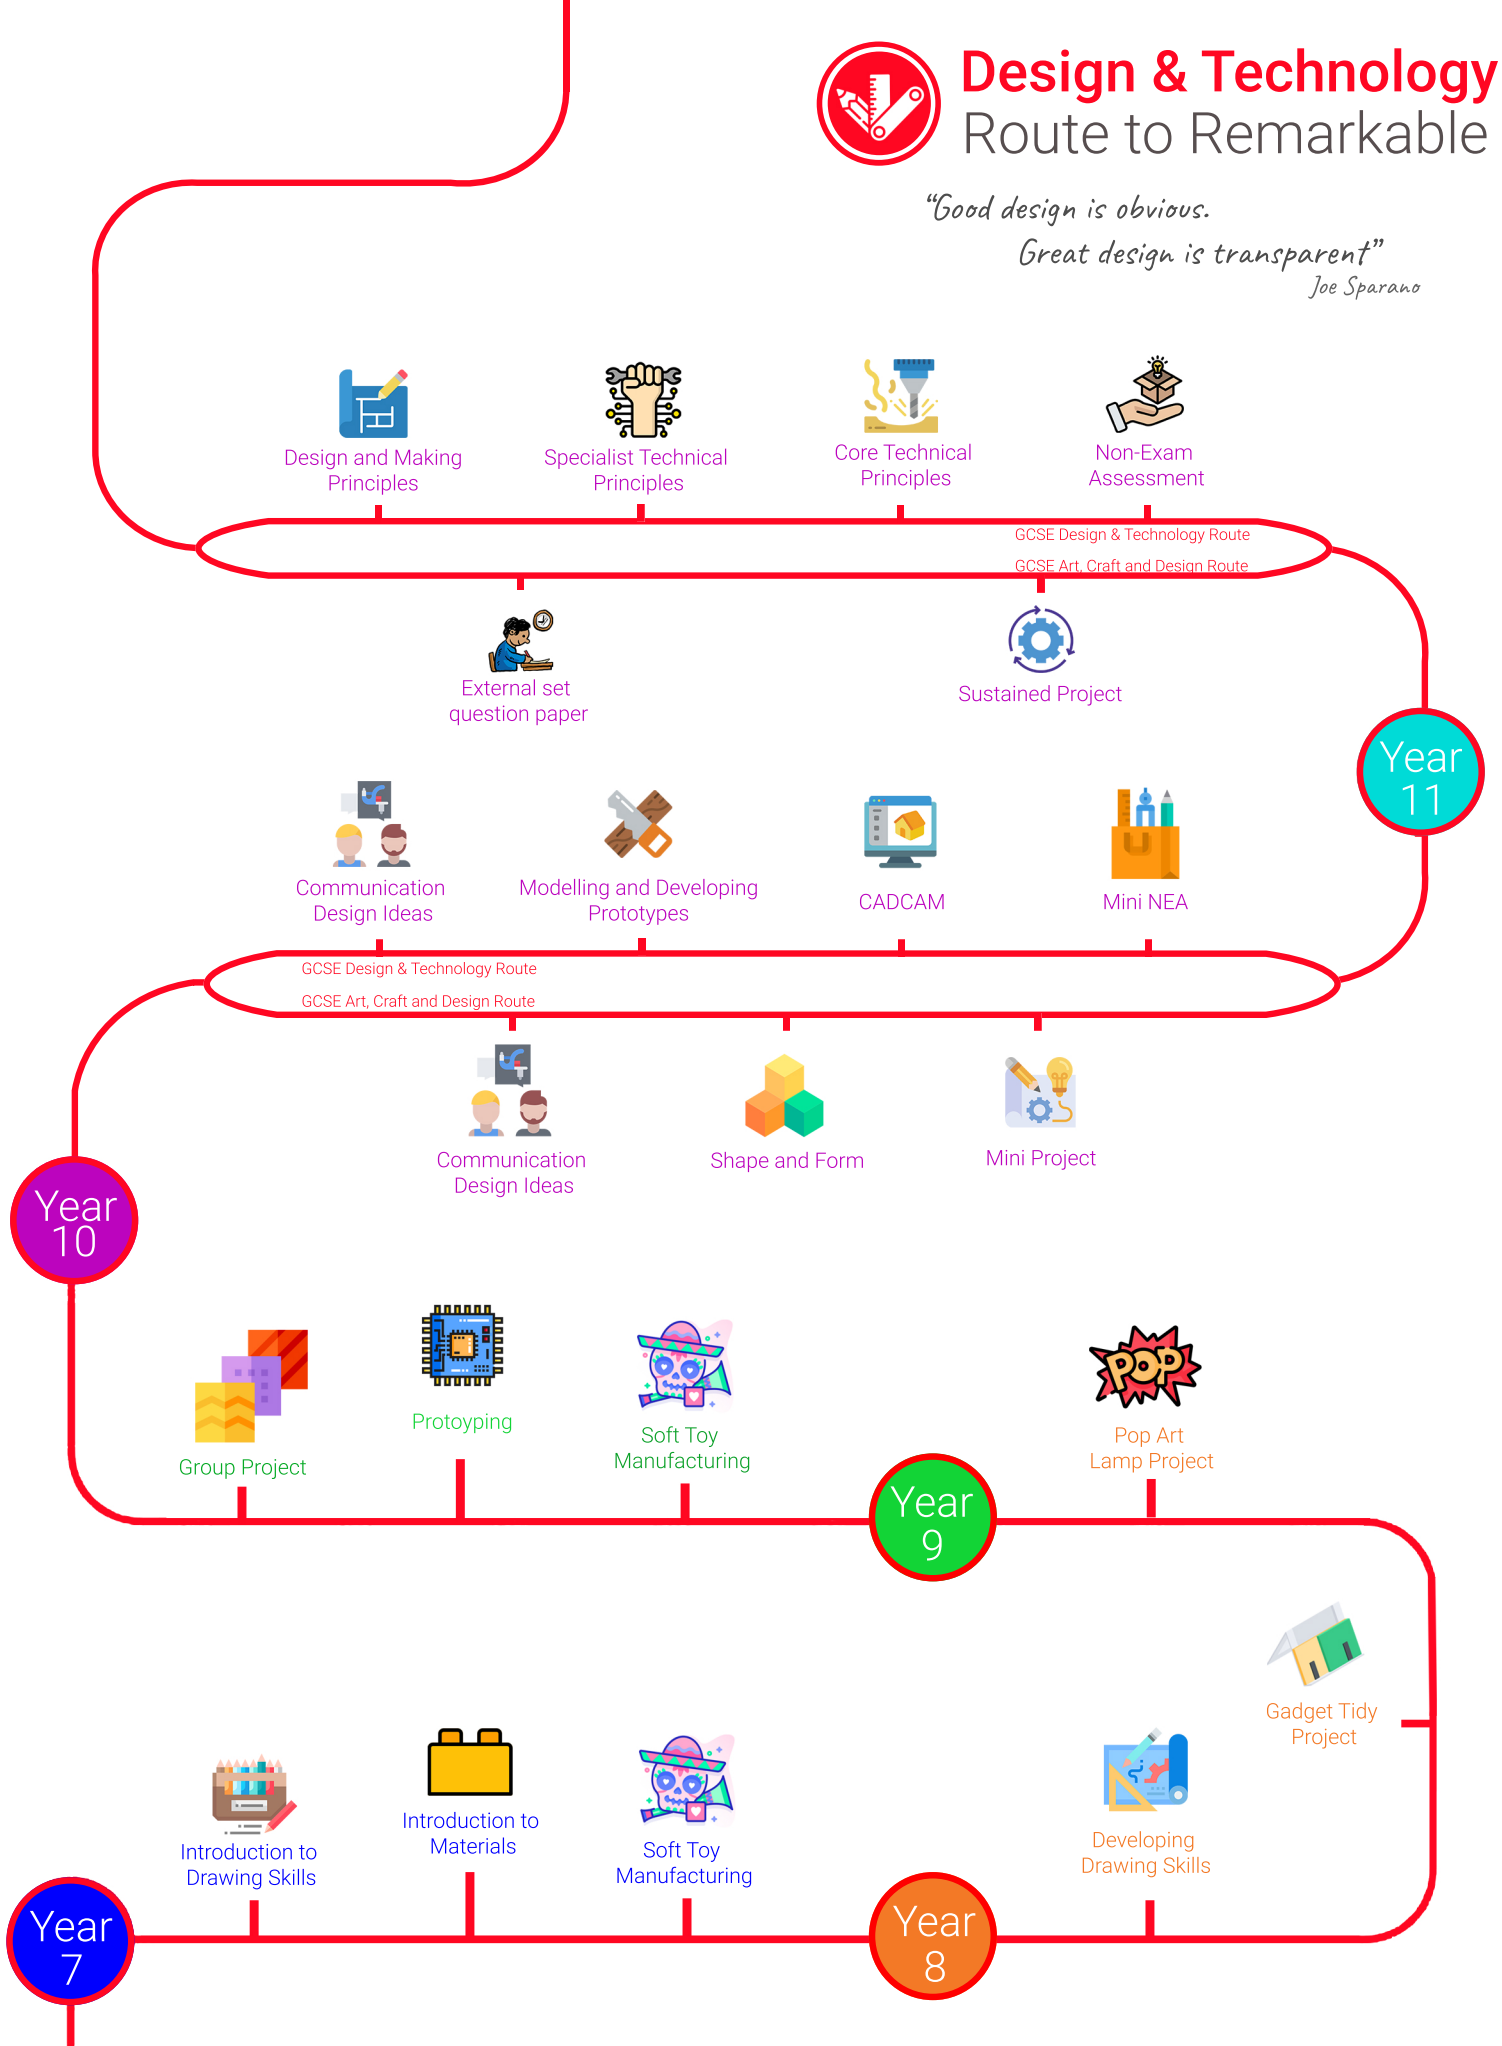 Design & Technology
Route to Remarkable
“Good design is obvious.
Great design is transparent”
Joe Sparano
Design and Making
Principles
Specialist Technical
Principles
Core Technical
Principles
Non-Exam
Assessment
GCSE Design & Technology Route
GCSE Art, Craft and Design Route
External set
question paper
Sustained Project
Year
11
Communication
Design Ideas
Modelling and Developing
Prototypes
CADCAM
Mini NEA
GCSE Design & Technology Route
GCSE Art, Craft and Design Route
Communication
Design Ideas
Shape and Form
Mini Project
Year
10
Group Project
Protoyping
Soft Toy
Manufacturing
Year
9
POP
Pop Art
Lamp Project
Gadget Tidy
Project
Introduction to
Drawing Skills
Introduction to
Materials
Soft Toy
Manufacturing
Developing
Drawing Skills
Year
7
Year
8